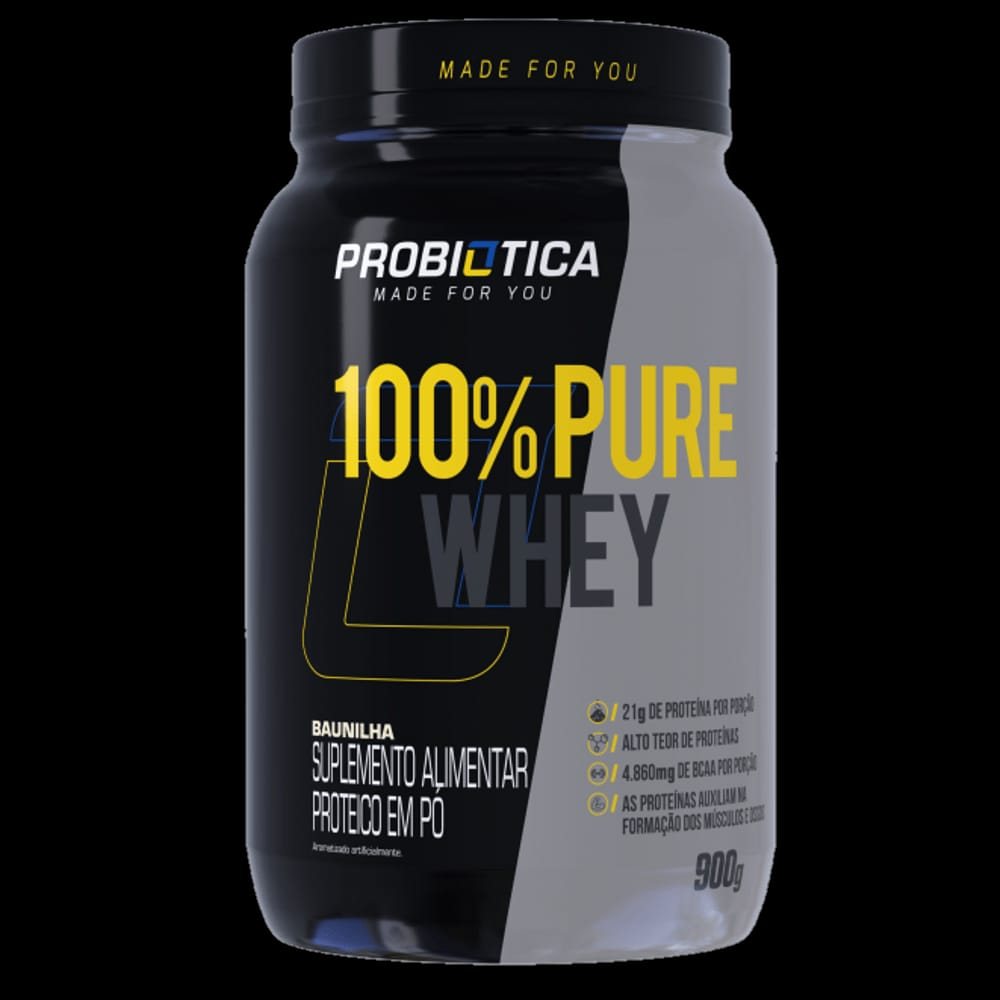 MADE FOR YOU
PROBIOTICA
MADE FOR YOU
100% PURE
WHEY
BAUNILHA
SUPLEMENTO ALIMENTAR
PROTEICO EM PÓ
Aromatizado artificialmente.
21g DE PROTEÍNA POR PORÇÃO
ALTO TEOR DE PROTEÍNAS
4.860mg DE BCAA POR PORÇÃO
AS PROTEÍNAS AUXILIAM NA
FORMAÇÃO DOS MÚSCULOS E OSSOS
900g